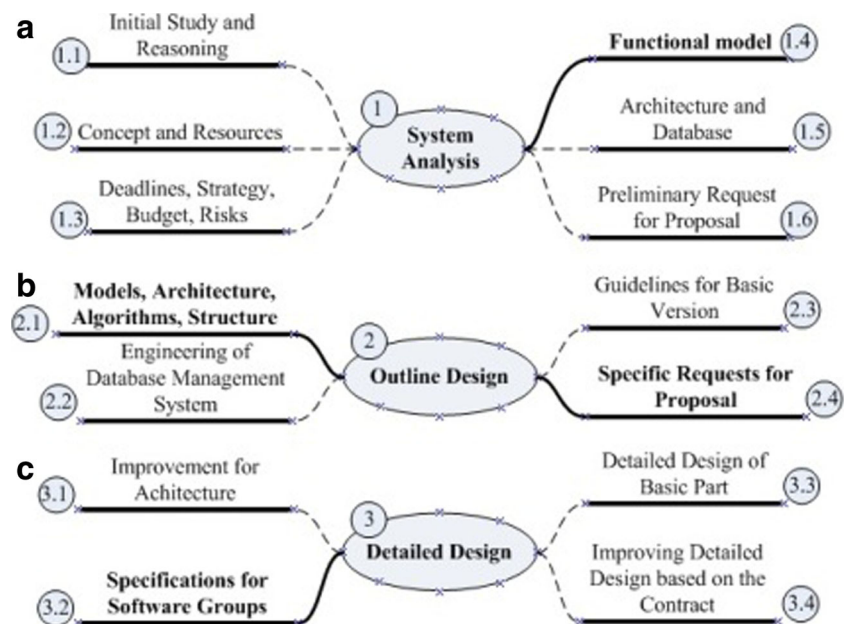 a
1.1
Initial Study and
Reasoning
1.2
Concept and Resources
1.3
Deadlines, Strategy,
Budget, Risks
1
System
Analysis
Functional model
1.4
Architecture and
Database
1.5
Preliminary Request
for Proposal
1.6
b
2.1
Models, Architecture,
Algorithms, Structure
2.2
Engineering of
Database Management
System
2
Outline Design
Guidelines for Basic
Version
2.3
Specific Requests for
Proposal
2.4
c
3.1
Improvement for
Achitecture
3.2
Specifications for
Software Groups
3
Detailed Design
Detailed Design of
Basic Part
3.3
Improving Detailed
Design based on the
Contract
3.4